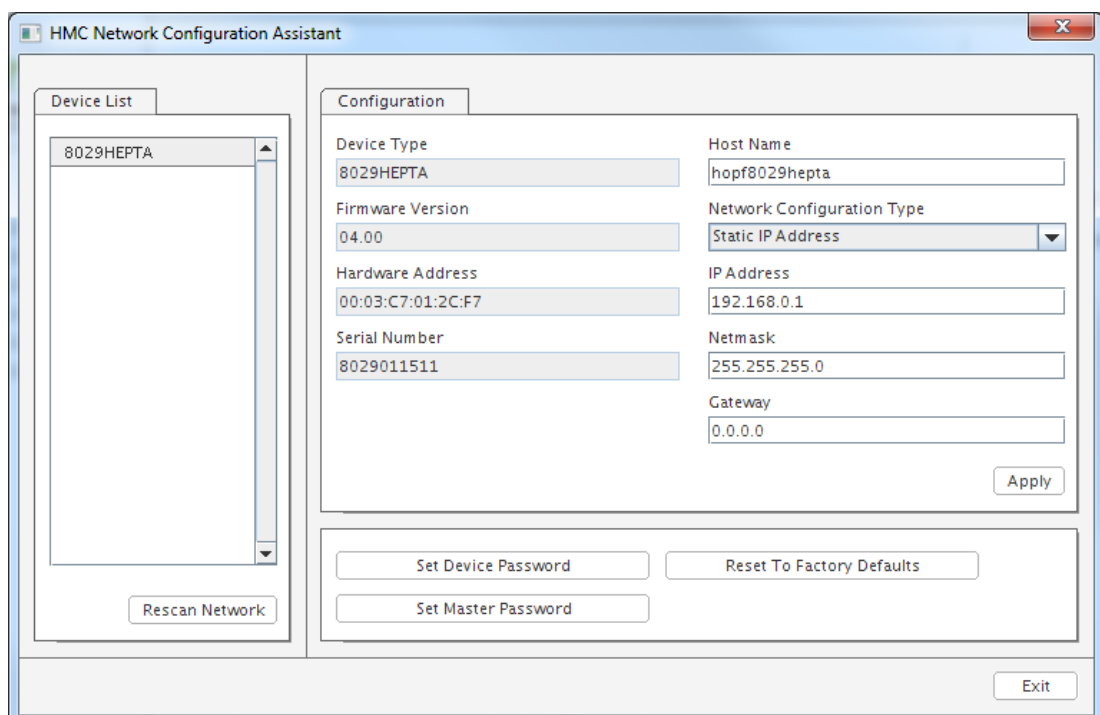 HMC Network Configuration Assistant
Device List
8029HEPTA
Rescan Network
Configuration
Device Type
8029HEPTA
Firmware Version
04.00
Hardware Address
00:03:C7:01:2C:F7
Serial Number
8029011511
Host Name
hopf8029hepta
Network Configuration Type
Static IP Address
IP Address
192.168.0.1
Netmask
255.255.255.0
Gateway
0.0.0.0
Apply
Set Device Password
Reset To Factory Defaults
Set Master Password
Exit